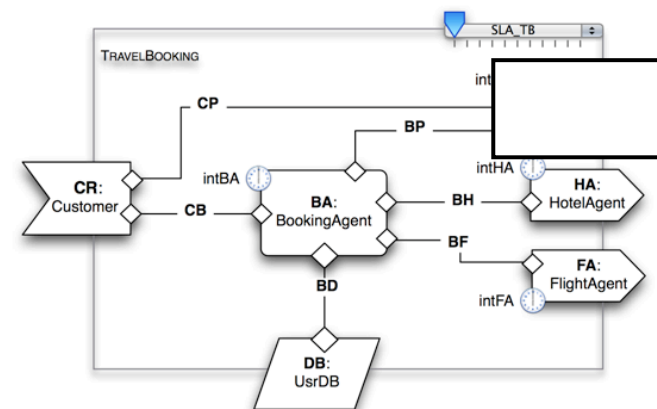 SLA_TB
TRAVELBOOKING
int
CP
BP
intHA
intBA
CR:
Customer
BA:
BookingAgent
HA:
HotelAgent
CB
BH
BF
FA:
FlightAgent
intFA
BD
DB:
UsrDB